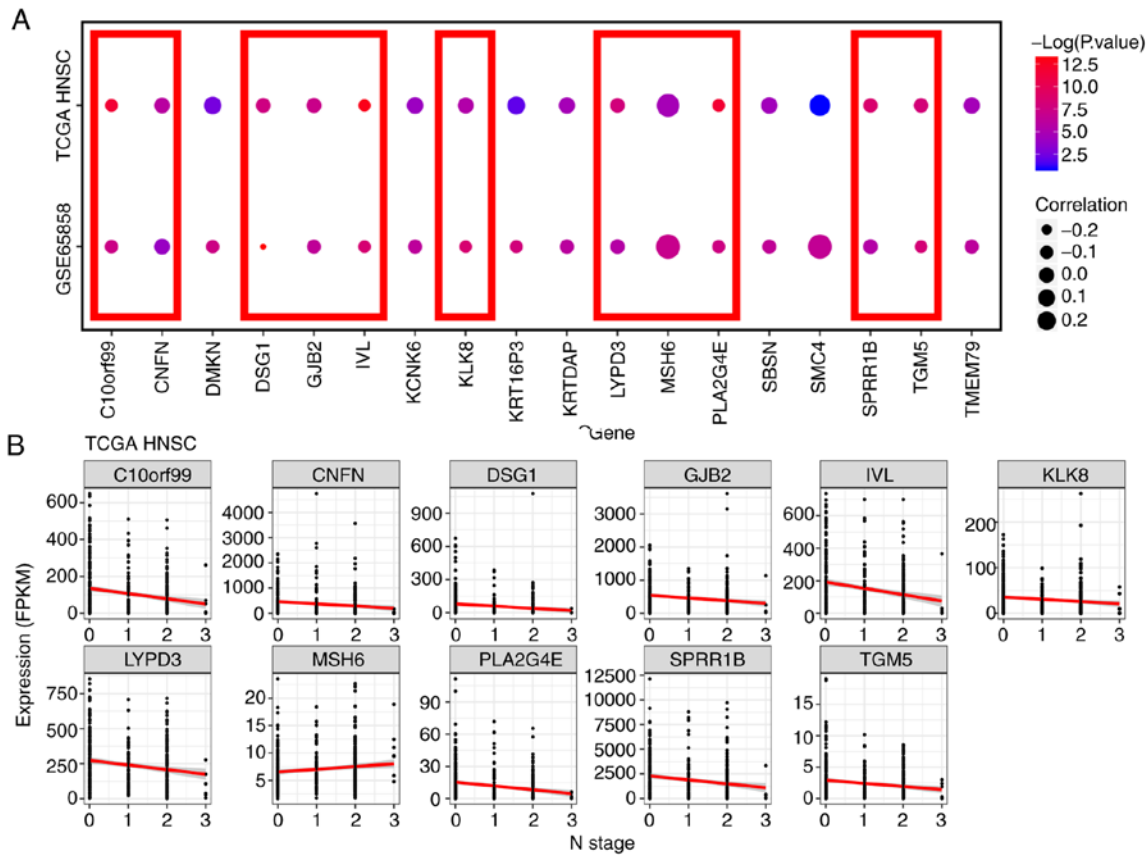 A
TCGA HNSC
GSE65858
C10orf99
CNFN
DMKN
DSG1
GJB2
IVL
KCNK6
KLK8
KRT16P3
KRTDAP
LYPD3
MSH6
PLA2G4E
SBSN
SMC4
SPRR1B
TGM5
TMEM79
Gene
−Log(P.value)
12.5
10.0
7.5
5.0
2.5
Correlation
−0.2
−0.1
0.0
0.1
0.2
B
TCGA HNSC
Expression (FPKM)
C10orf99
600
400
200
0
0 1 2 3
CNFN
4000
3000
2000
1000
0
0 1 2 3
DSG1
900
600
300
0
0 1 2 3
GJB2
3000
2000
1000
0
0 1 2 3
IVL
600
400
200
0
0 1 2 3
KLK8
200
100
0
0 1 2 3
LYPD3
750
500
250
0
0 1 2 3
MSH6
20
15
10
5
0 1 2 3
PLA2G4E
90
60
30
0
0 1 2 3
SPRR1B
12500
10000
7500
5000
2500
0
0 1 2 3
TGM5
15
10
5
0
0 1 2 3
N stage